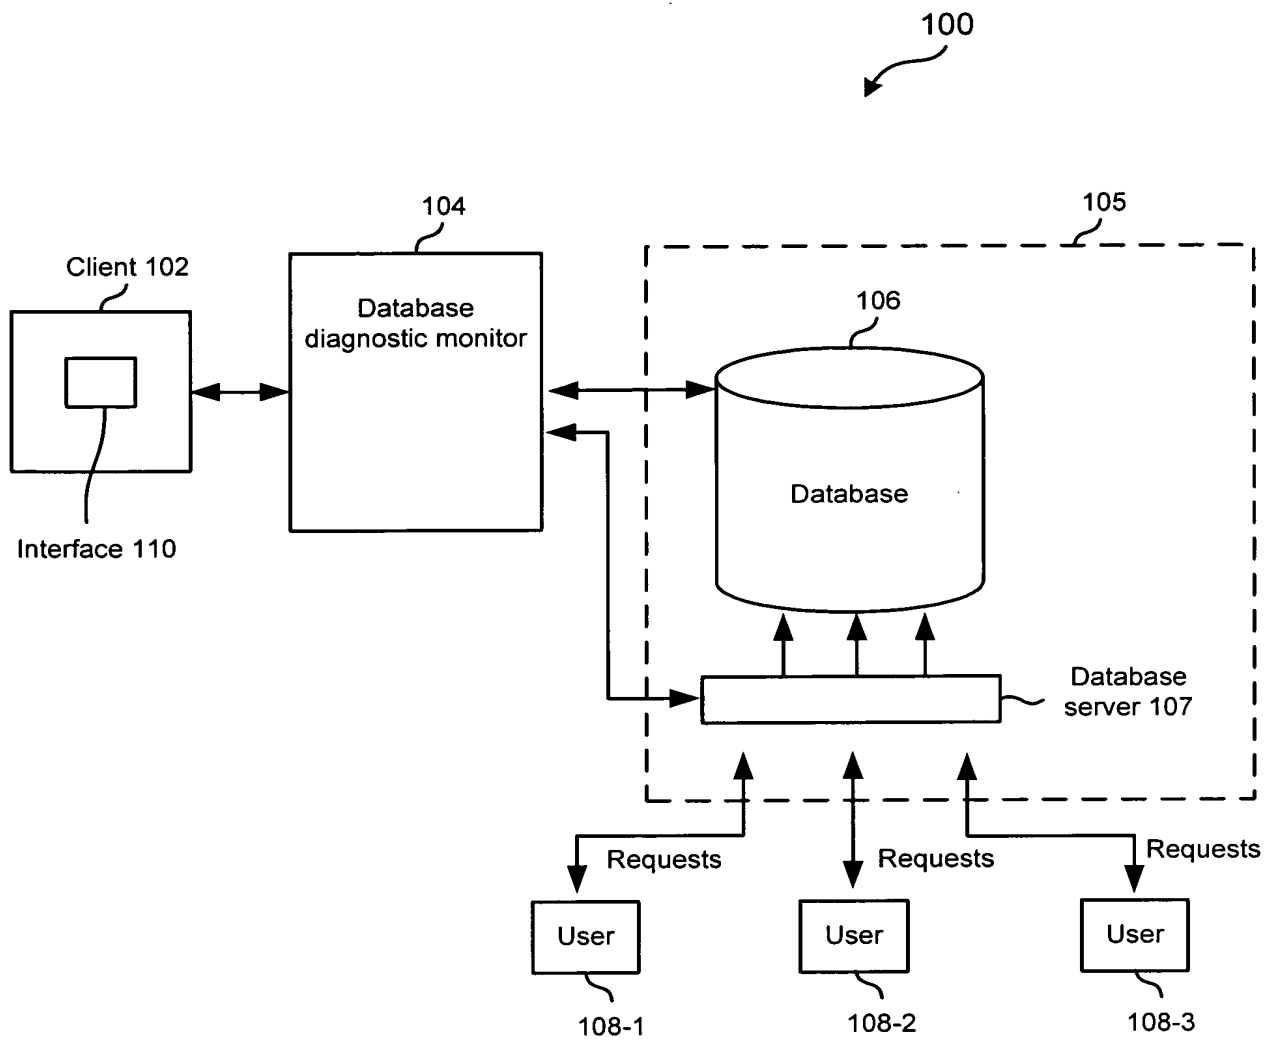 100
104
105
Client 102
106
Database
diagnostic monitor
Database
Interface 110
Database
server 107
Requests
Requests
Requests
User
User
User
108-1
108-2
108-3